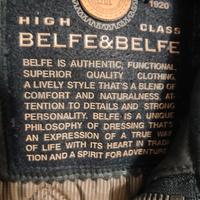 1920
HIGH CLASS
BELFE&BELFE
BELFE IS AUTHENTIC, FUNCTIONAL,
SUPERIOR QUALITY CLOTHING.
A LIVELY STYLE THAT'S A BLEND OF
COMFORT AND NATURALNESS, AT-
TENTION TO DETAILS AND STRONG
PERSONALITY. BELFE IS A UNIQUE
PHILOSOPHY OF DRESSING THAT'S
AN EXPRESSION OF A TRUE WAY
OF LIFE WITH ITS HEART IN TRADI-
TION AND A SPIRIT FOR ADVENTURE.